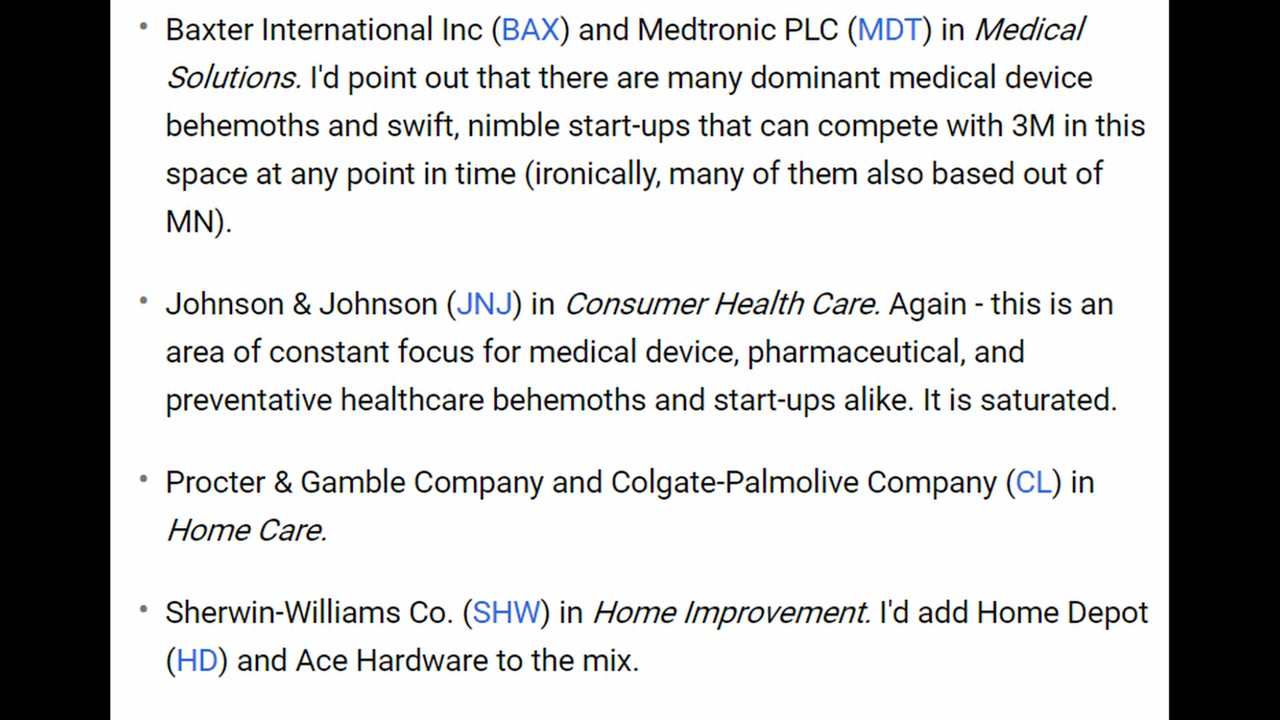 • Baxter International Inc (BAX) and Medtronic PLC (MDT) in Medical
Solutions. I'd point out that there are many dominant medical device
behemoths and swift, nimble start-ups that can compete with 3M in this
space at any point in time (ironically, many of them also based out of
MN).
• Johnson & Johnson (JNJ) in Consumer Health Care. Again - this is an
area of constant focus for medical device, pharmaceutical, and
preventative healthcare behemoths and start-ups alike. It is saturated.
• Procter & Gamble Company and Colgate-Palmolive Company (CL) in
Home Care.
• Sherwin-Williams Co. (SHW) in Home Improvement. I'd add Home Depot
(HD) and Ace Hardware to the mix.